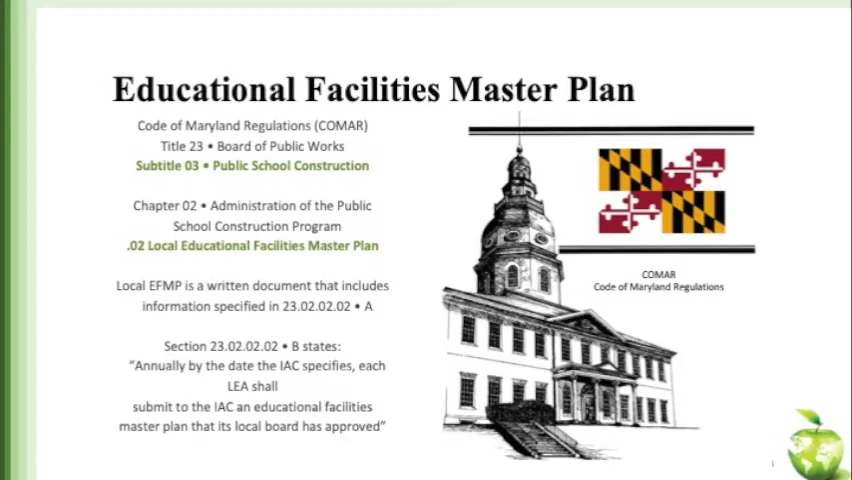 Educational Facilities Master Plan
Code of Maryland Regulations (COMAR)
Title 23 • Board of Public Works
Subtitle 03 • Public School Construction
Chapter 02 • Administration of the Public
School Construction Program
.02 Local Educational Facilities Master Plan
Local EFMP is a written document that includes
information specified in 23.02.02.02 • A
Section 23.02.02.02 • B states:
“Annually by the date the IAC specifies, each
LEA shall
submit to the IAC an educational facilities
master plan that its local board has approved”
COMAR
Code of Maryland Regulations